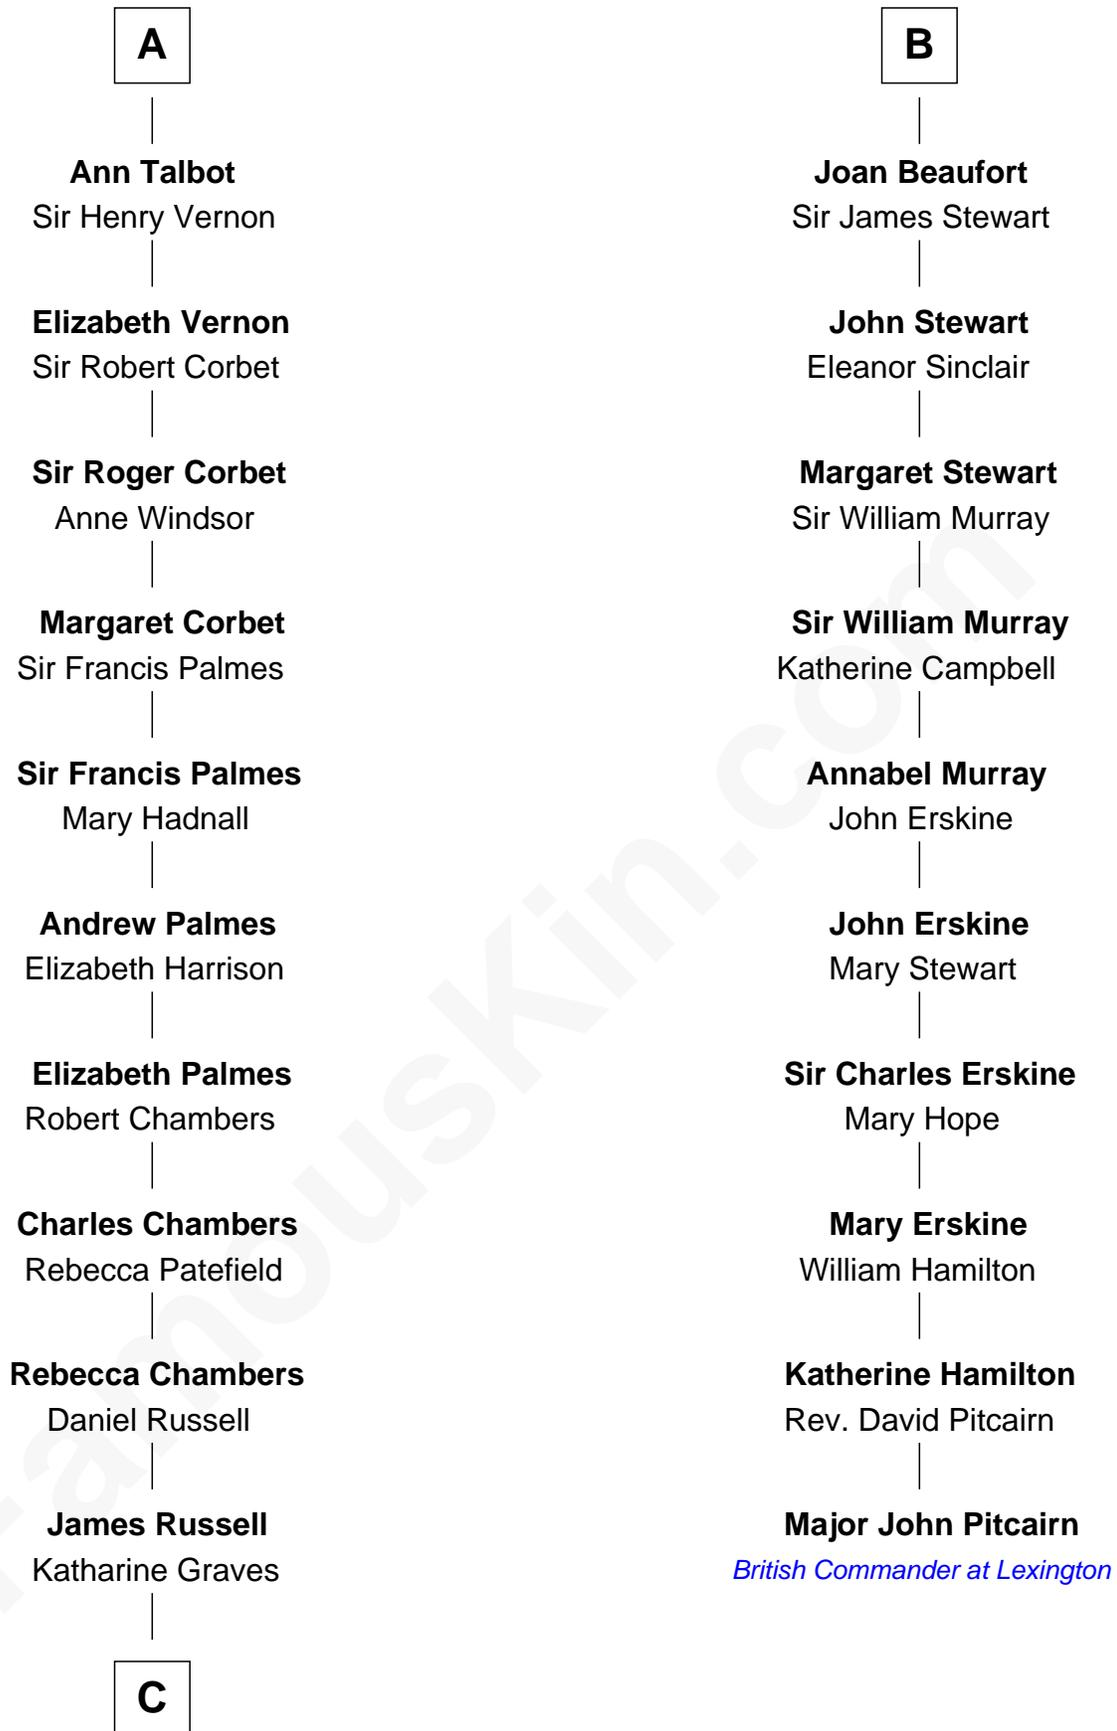 A
Ann Talbot
Sir Henry Vernon
Elizabeth Vernon
Sir Robert Corbet
Sir Roger Corbet
Anne Windsor
Margaret Corbet
Sir Francis Palmes
Sir Francis Palmes
Mary Hadnall
Andrew Palmes
Elizabeth Harrison
Elizabeth Palmes
Robert Chambers
Charles Chambers
Rebecca Patefield
Rebecca Chambers
Daniel Russell
James Russell
Katharine Graves
C
B
Joan Beaufort
Sir James Stewart
John Stewart
Eleanor Sinclair
Margaret Stewart
Sir William Murray
Sir William Murray
Katherine Campbell
Annabel Murray
John Erskine
John Erskine
Mary Stewart
Sir Charles Erskine
Mary Hope
Mary Erskine
William Hamilton
Katherine Hamilton
Rev. David Pitcairn
Major John Pitcairn
British Commander at Lexington
FamousKin.com